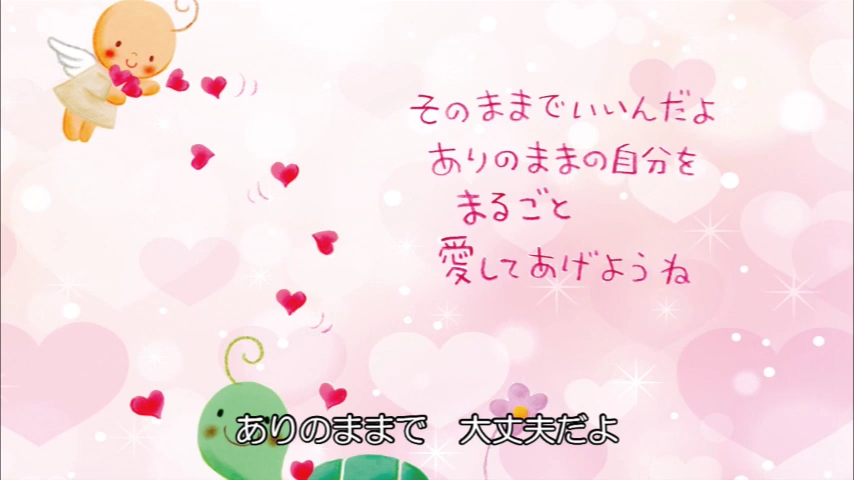 そのままでいいんだよ
ありのままの自分を
まるごと
愛してあげようね
ありのままで　大丈夫だよ